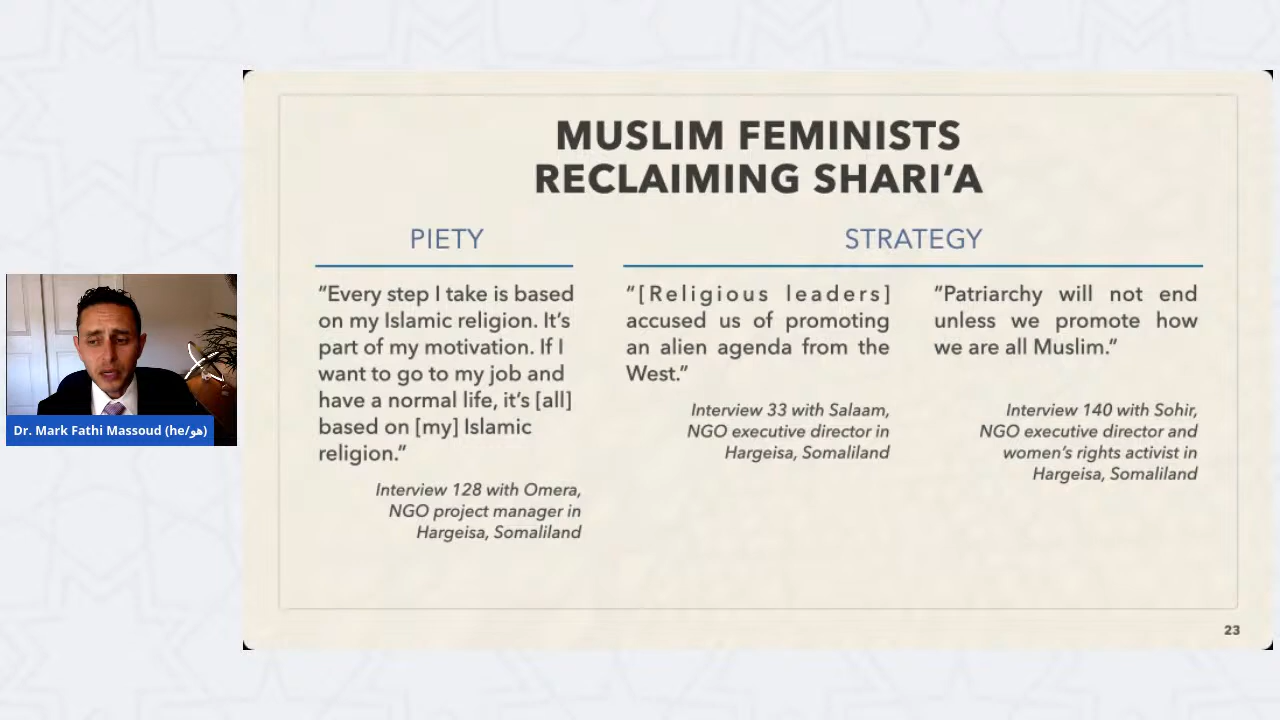 MUSLIM FEMINISTS
RECLAIMING SHARI'A
PIETY
"Every step I take is based
on my Islamic religion. It's
part of my motivation. If I
want to go to my job and
have a normal life, it's [all]
based on [my] Islamic
religion."
Interview 128 with Omera,
NGO project manager in
Hargeisa, Somaliland
STRATEGY
"[Religious leaders]
accused us of promoting
an alien agenda from the
West."
Interview 33 with Salaam,
NGO executive director in
Hargeisa, Somaliland
"Patriarchy will not end
unless we promote how
we are all Muslim."
Interview 140 with Sohir,
NGO executive director and
women's rights activist in
Hargeisa, Somaliland
23
Dr. Mark Fathi Massoud (he/هو)